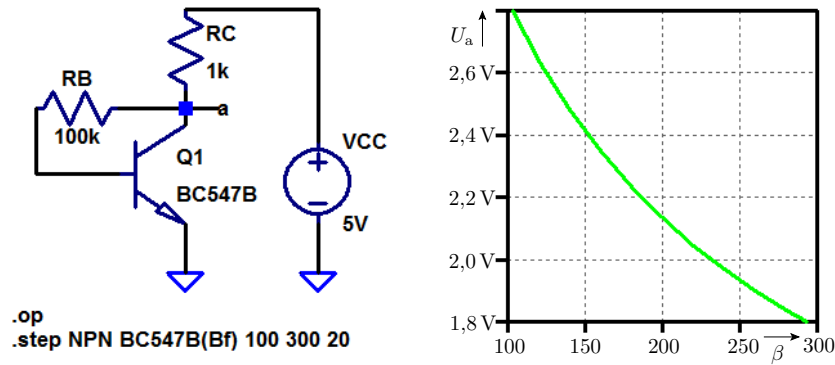 RC
1k
RB
100k
a
Q1
BC547B
VCC
5V
.op
.step NPN BC547B(Bf) 100 300 20
Uₐ
2,6 V
2,4 V
2,2 V
2,0 V
1,8 V
100 150 200 250 300
β